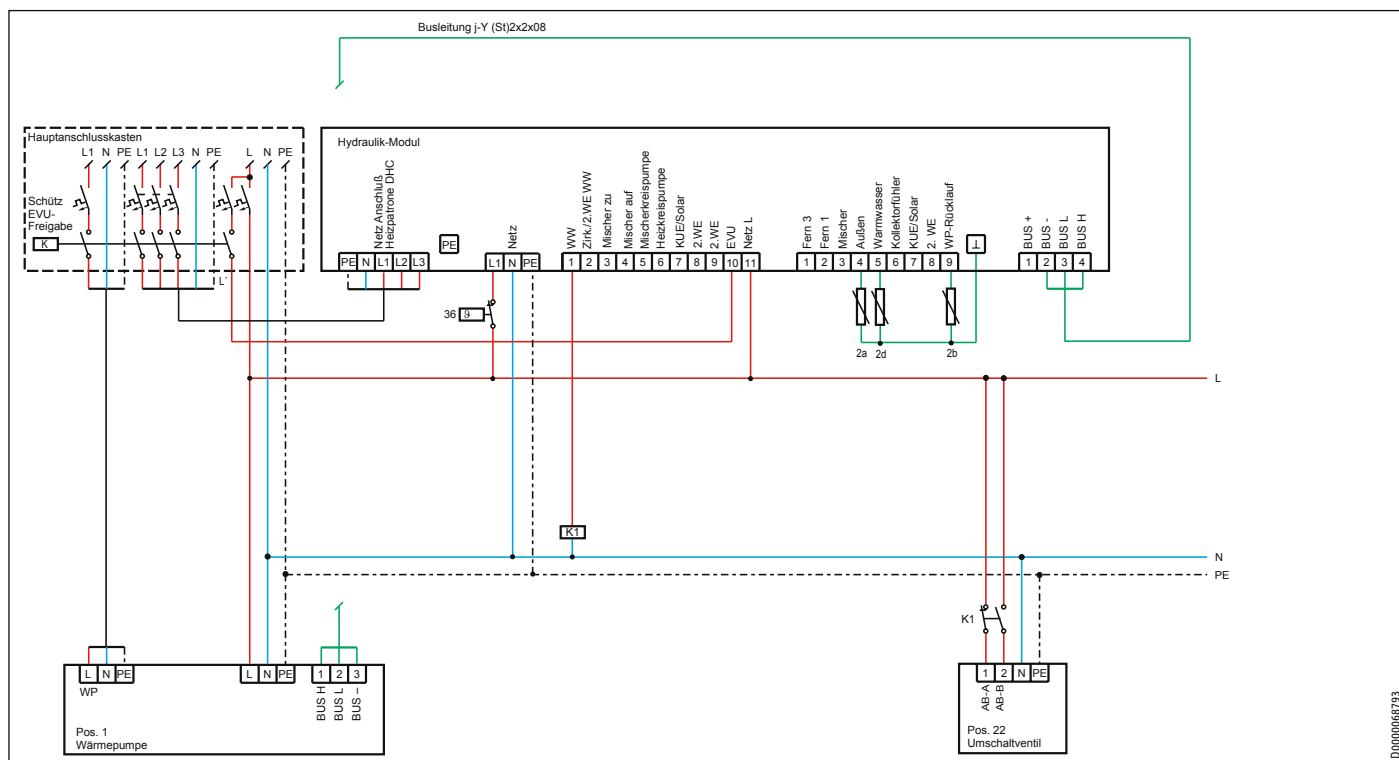 Busleitung j-Y (St)2x2x08
Hauptanschlusskasten
L1 N PE L1 L2 L3 N PE L N PE
Schütz
EVU-
Freigabe
K
L´
Hydraulik-Modul
Netz Anschluß
Heizpatrone DHC
PE N L1 L2 L3
PE
Netz
L1 N PE
WW
Zirk./2.WE WW
Mischer zu
Mischer auf
Mischerkreispumpe
Heizkreispumpe
KUE/Solar
2.WE
2.WE
EVU
Netz L
1 2 3 4 5 6 7 8 9 10 11
Fern 3
Fern 1
Mischer
Außen
Warmwasser
Kollektorfühler
KUE/Solar
2. WE
WP-Rücklauf
1 2 3 4 5 6 7 8 9
BUS +
BUS -
BUS L
BUS H
1 2 3 4
36 ϑ
2a 2d 2b
L
K1
N
PE
K1
L N PE
WP
L N PE
1 2 3
BUS H
BUS L
BUS –
Pos. 1
Wärmepumpe
1 2 N PE
AB-A
AB-B
Pos. 22
Umschaltventil
D0000068793